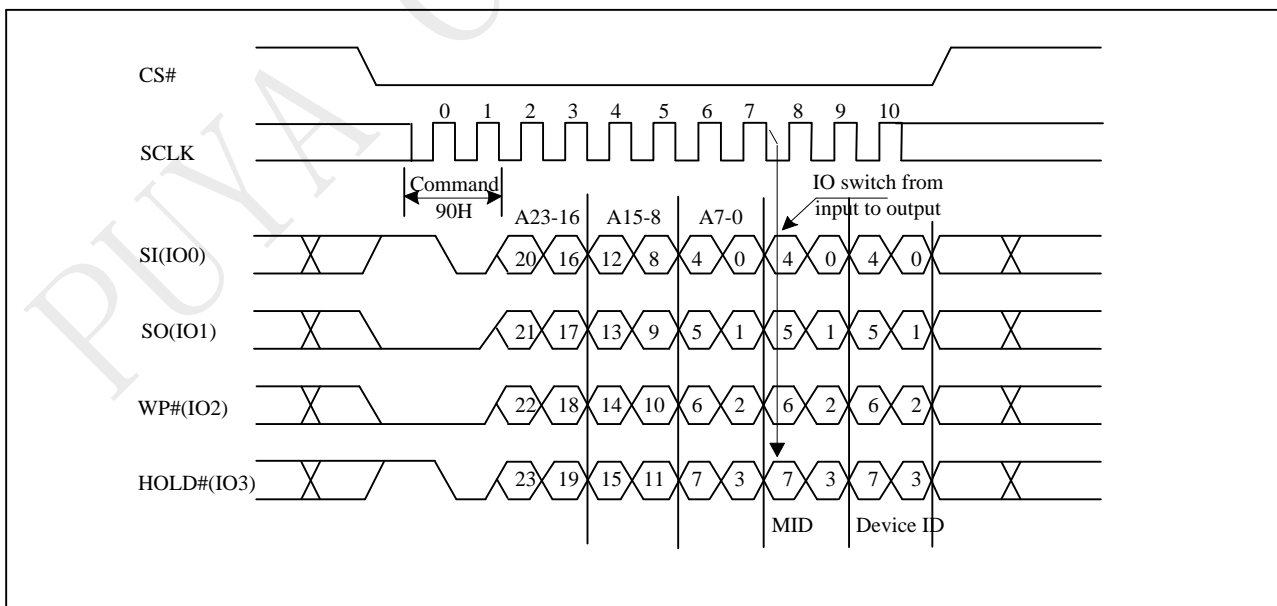 PUYA
CS#
0 1 2 3 4 5 6 7 8 9 10
SCLK
Command
90H
IO switch from
input to output
A23-16 A15-8 A7-0
SI(IO0) 20 16 12 8 4 0 4 0 4 0
SO(IO1) 21 17 13 9 5 1 5 1 5 1
WP#(IO2) 22 18 14 10 6 2 6 2 6 2
HOLD#(IO3) 23 19 15 11 7 3 7 3 7 3
MID Device ID